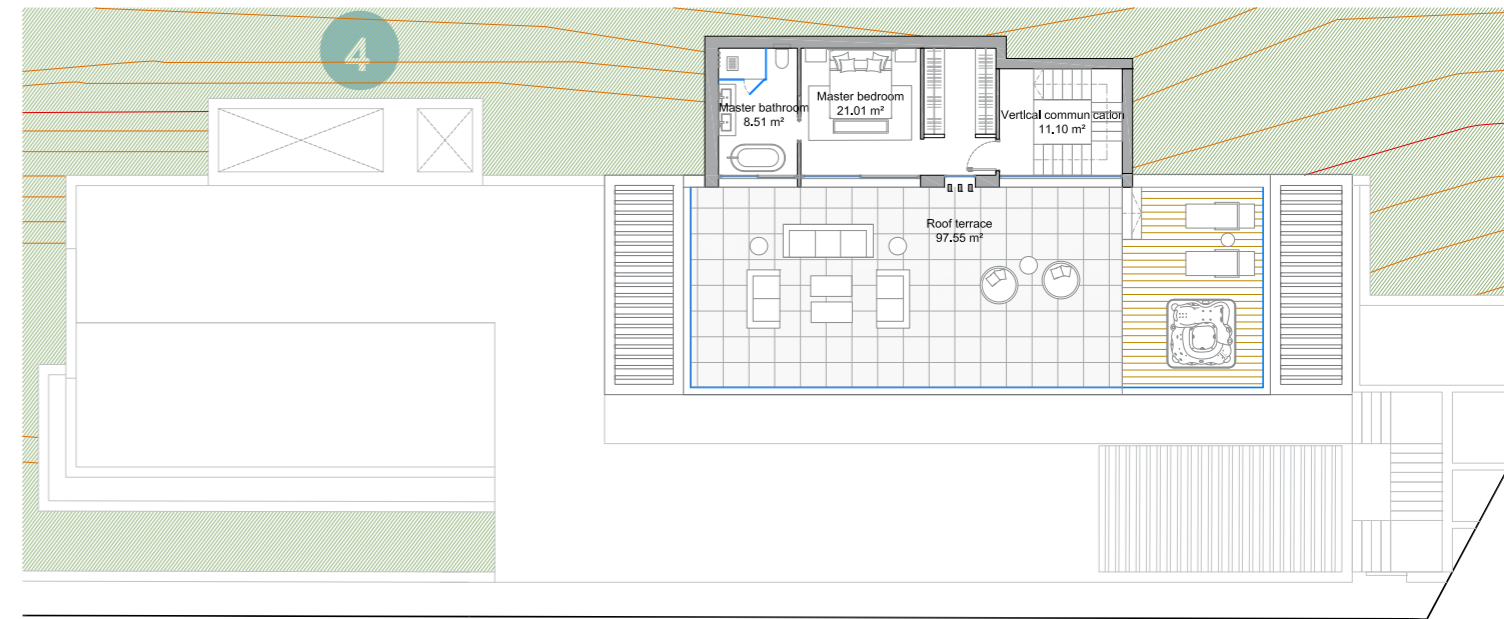 4
Master bathroom
8.51 m²
Master bedroom
21.01 m²
Vertical communication
11.10 m²
Roof terrace
97.55 m²